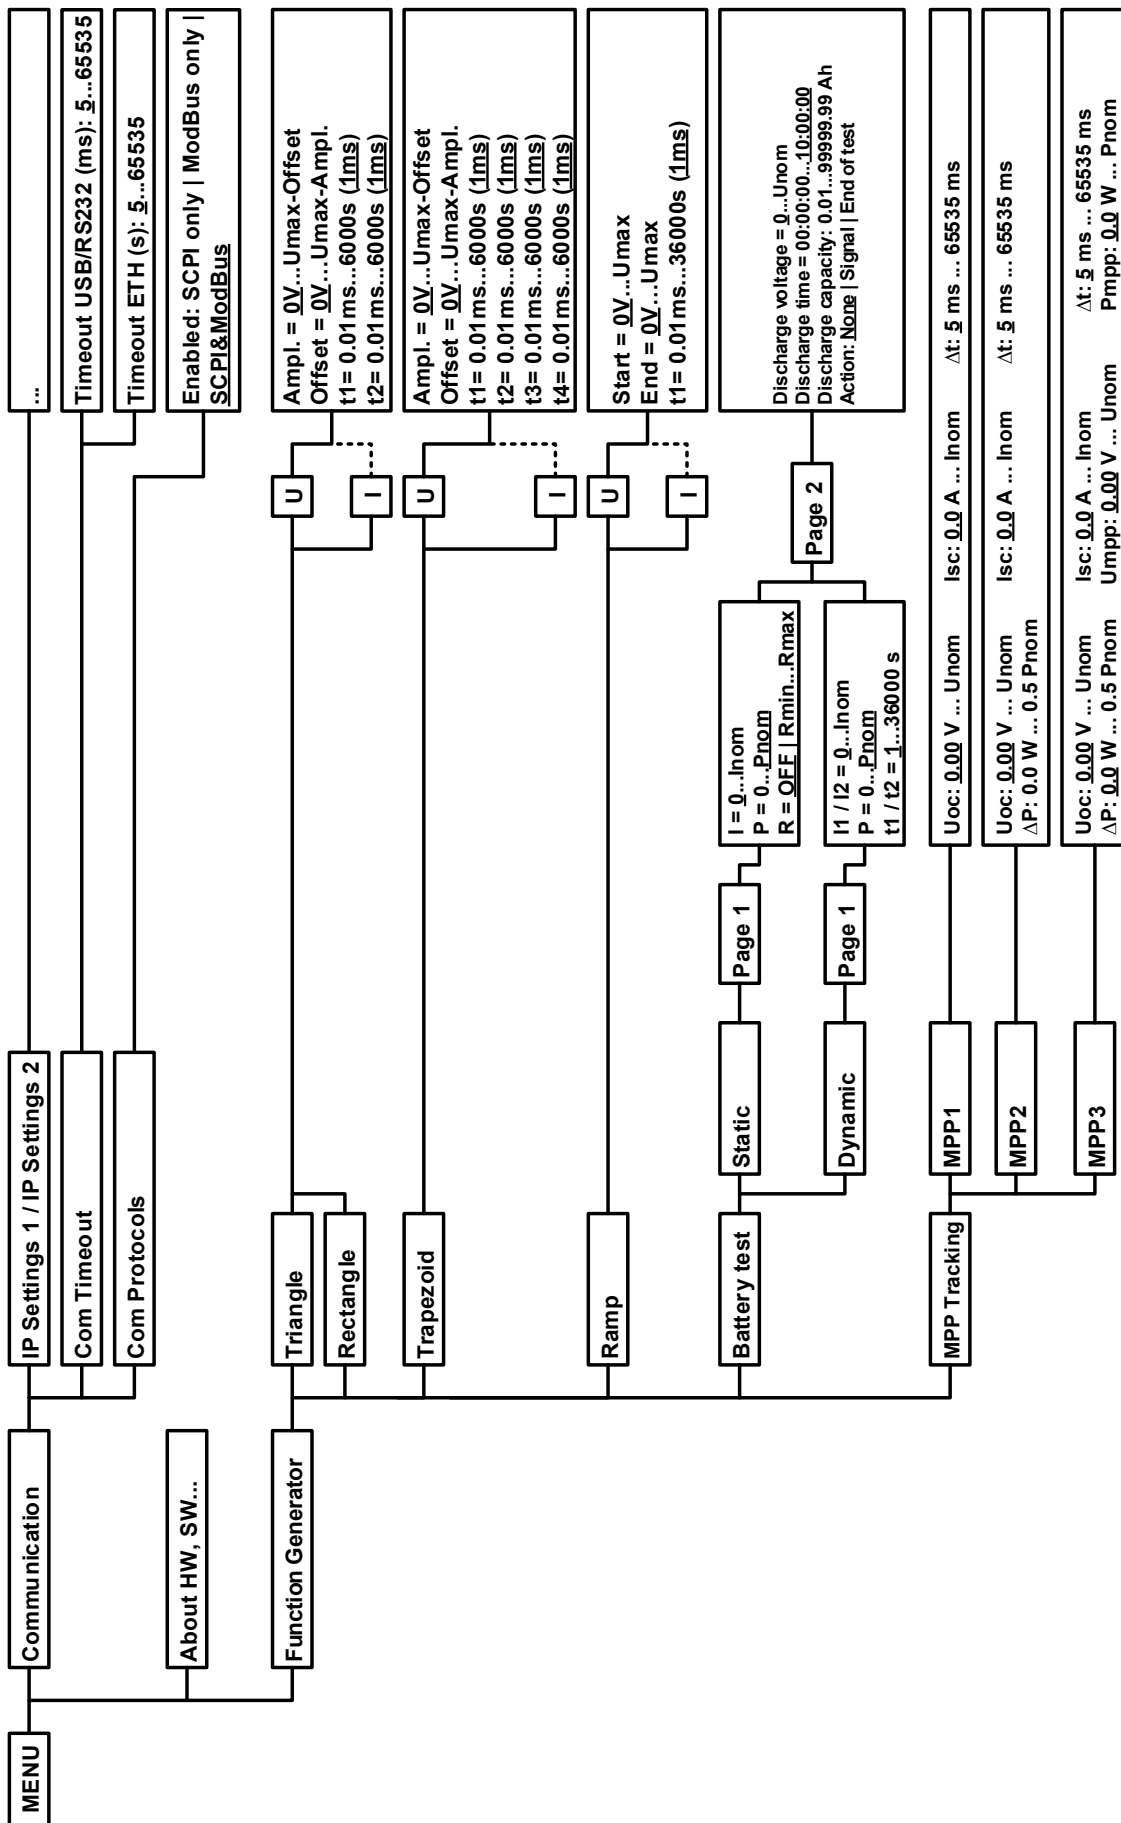 MENU
Communication
IP Settings 1 / IP Settings 2
...
Com Timeout
Timeout USB/RS232 (ms): 5...65535
Timeout ETH (s): 5...65535
Com Protocols
Enabled: SCPI only | ModBus only |
SCPI&ModBus
About HW, SW...
Function Generator
Triangle
Rectangle
U
I
Ampl. = 0V...Umax-Offset
Offset = 0V...Umax-Ampl.
t1= 0.01ms...6000s (1ms)
t2= 0.01ms...6000s (1ms)
Trapezoid
U
I
Ampl. = 0V...Umax-Offset
Offset = 0V...Umax-Ampl.
t1= 0.01ms...6000s (1ms)
t2= 0.01ms...6000s (1ms)
t3= 0.01ms...6000s (1ms)
t4= 0.01ms...6000s (1ms)
Ramp
U
I
Start = 0V...Umax
End = 0V...Umax
t1= 0.01ms...36000s (1ms)
Battery test
Static
Page 1
I = 0...Inom
P = 0...Pnom
R = OFF | Rmin...Rmax
Dynamic
Page 1
I1 / I2 = 0...Inom
P = 0...Pnom
t1 / t2 = 1...36000 s
Page 2
Discharge voltage = 0...Unom
Discharge time = 00:00:00...10:00:00
Discharge capacity: 0.01...99999.99 Ah
Action: None | Signal | End of test
MPP Tracking
MPP1
Uoc: 0.00 V ... Unom Isc: 0.0 A ... Inom Δt: 5 ms ... 65535 ms
MPP2
Uoc: 0.00 V ... Unom Isc: 0.0 A ... Inom Δt: 5 ms ... 65535 ms
ΔP: 0.0 W ... 0.5 Pnom
MPP3
Uoc: 0.00 V ... Unom Isc: 0.0 A ... Inom Δt: 5 ms ... 65535 ms
ΔP: 0.0 W ... 0.5 Pnom Umpp: 0.00 V ... Unom Pmpp: 0.0 W ... Pnom